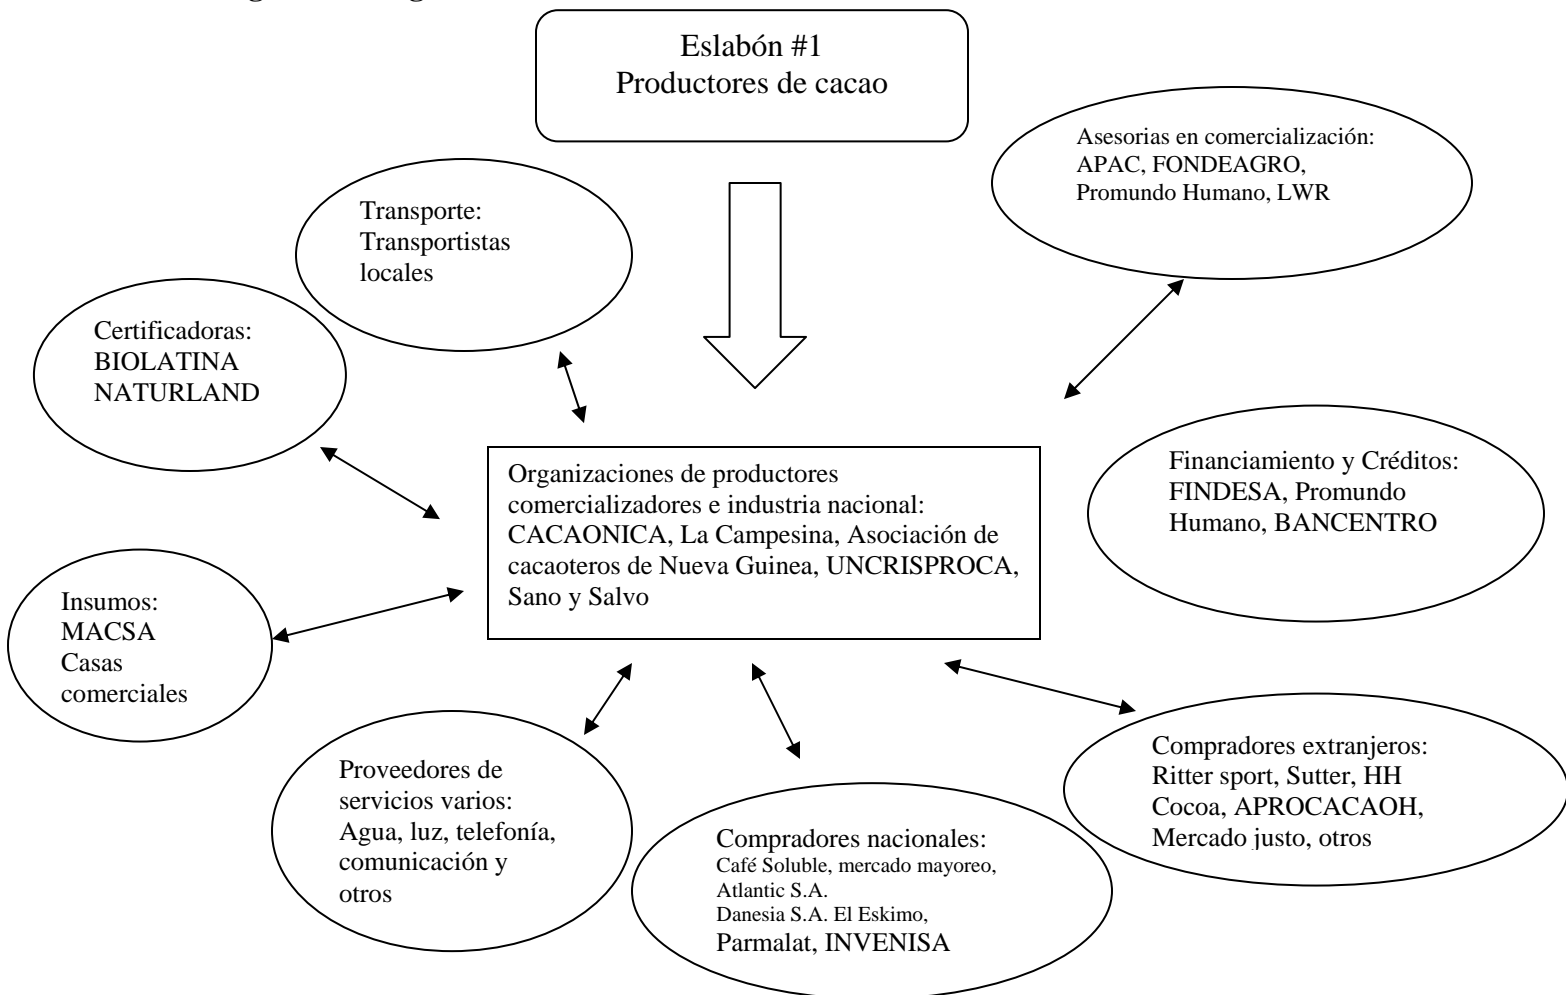 Eslabón #1
Productores de cacao
Asesorias en comercialización:
APAC, FONDEAGRO,
Promundo Humano, LWR
Transporte:
Transportistas
locales
Certificadoras:
BIOLATINA
NATURLAND
Organizaciones de productores
comercializadores e industria nacional:
CACAONICA, La Campesina, Asociación de
cacaoteros de Nueva Guinea, UNCRISPROCA,
Sano y Salvo
Financiamiento y Créditos:
FINDESA, Promundo
Humano, BANCENTRO
Insumos:
MACSA
Casas
comerciales
Proveedores de
servicios varios:
Agua, luz, telefonía,
comunicación y
otros
Compradores nacionales:
Café Soluble, mercado mayoreo,
Atlantic S.A.
Danesia S.A. El Eskimo,
Parmalat, INVENISA
Compradores extranjeros:
Ritter sport, Sutter, HH
Cocoa, APROCACAOH,
Mercado justo, otros